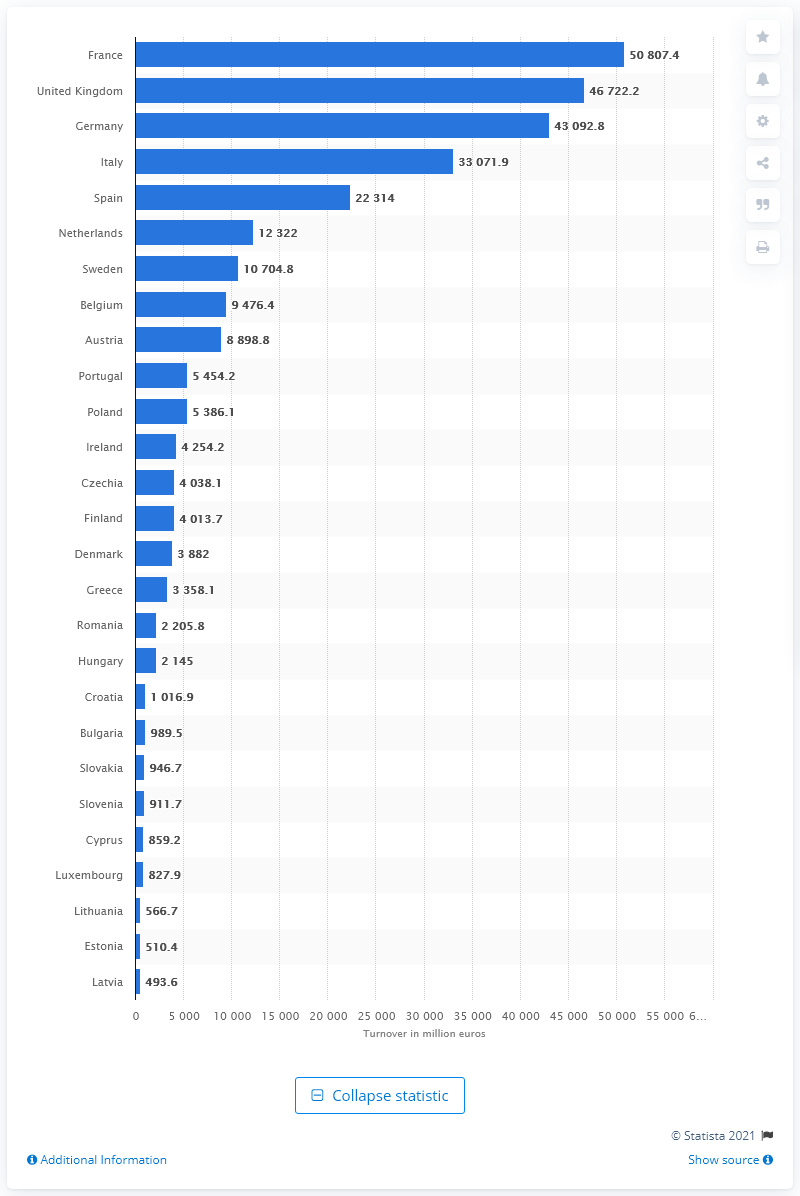 France 50 807.4
United Kingdom 46 722.2
Germany 43 092.8
Italy 33 071.9
Spain 22 314
Netherlands 12 322
Sweden 10 704.8
Belgium 9 476.4
Austria 8 898.8
Portugal 5 454.2
Poland 5 386.1
Ireland 4 254.2
Czechia 4 038.1
Finland 4 013.7
Denmark 3 882
Greece 3 358.1
Romania 2 205.8
Hungary 2 145
Croatia 1 016.9
Bulgaria 989.5
Slovakia 946.7
Slovenia 911.7
Cyprus 859.2
Luxembourg 827.9
Lithuania 566.7
Estonia 510.4
Latvia 493.6
0 5 000 10 000 15 000 20 000 25 000 30 000 35 000 40 000 45 000 50 000 55 000 6...
Turnover in million euros
Collapse statistic
© Statista 2021
Additional Information Show source